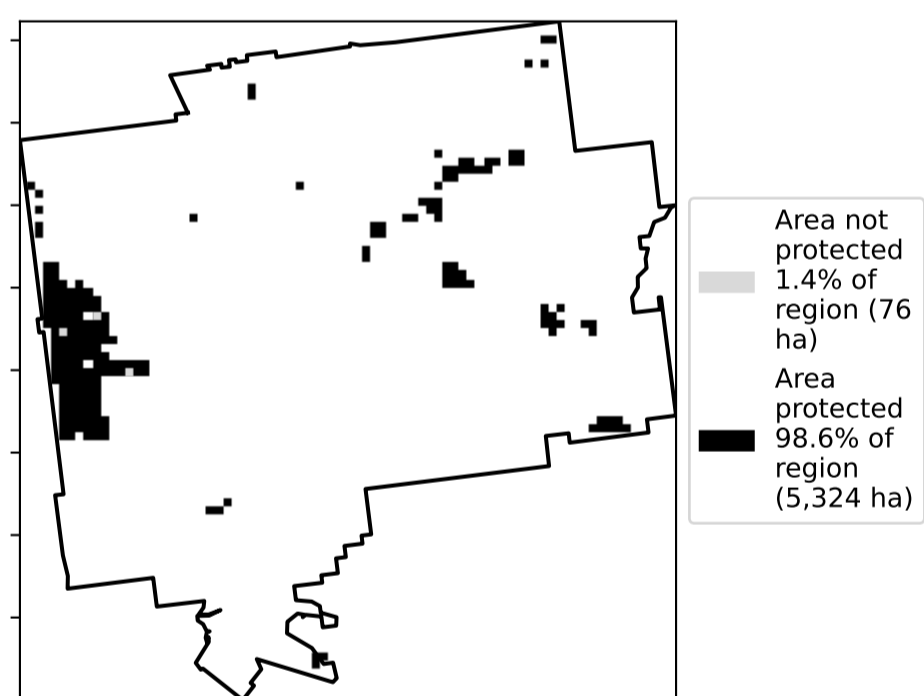 Area not
protected
1.4% of
region (76
ha)
Area
protected
98.6% of
region
(5,324 ha)